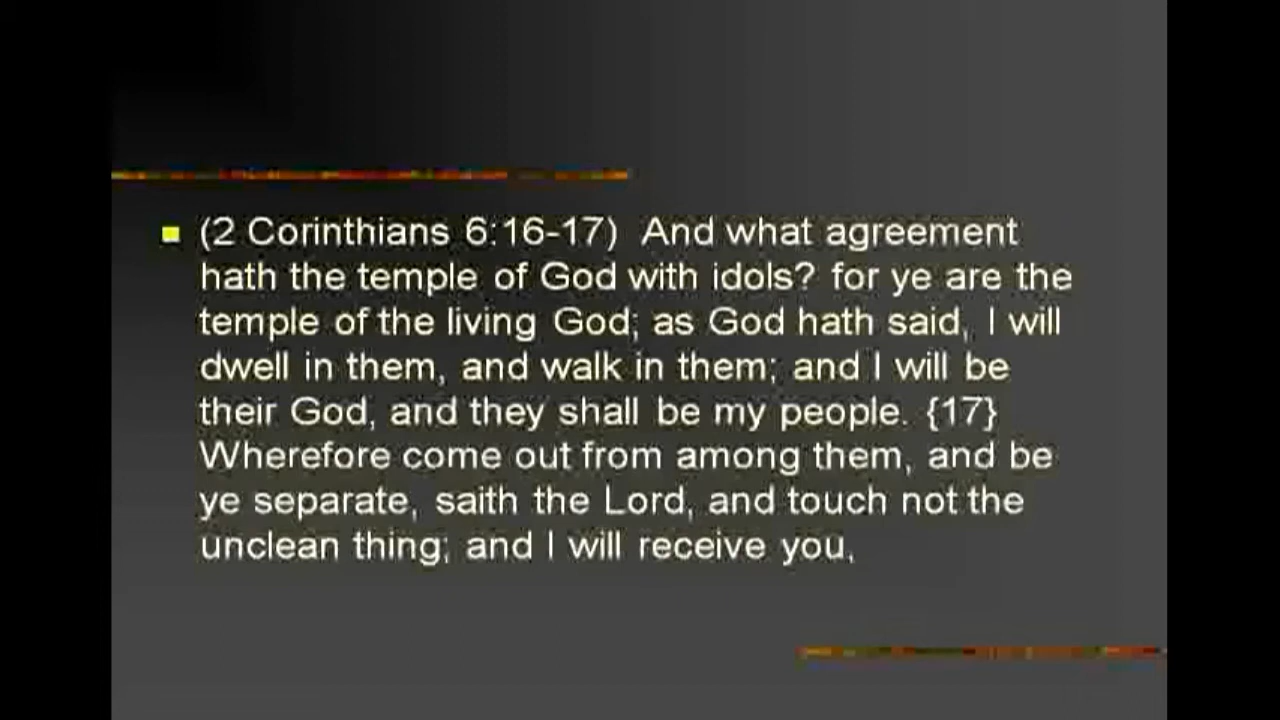 (2 Corinthians 6:16-17) And what agreement
hath the temple of God with idols? for ye are the
temple of the living God; as God hath said, I will
dwell in them, and walk in them; and I will be
their God, and they shall be my people. {17}
Wherefore come out from among them, and be
ye separate, saith the Lord, and touch not the
unclean thing; and I will receive you,